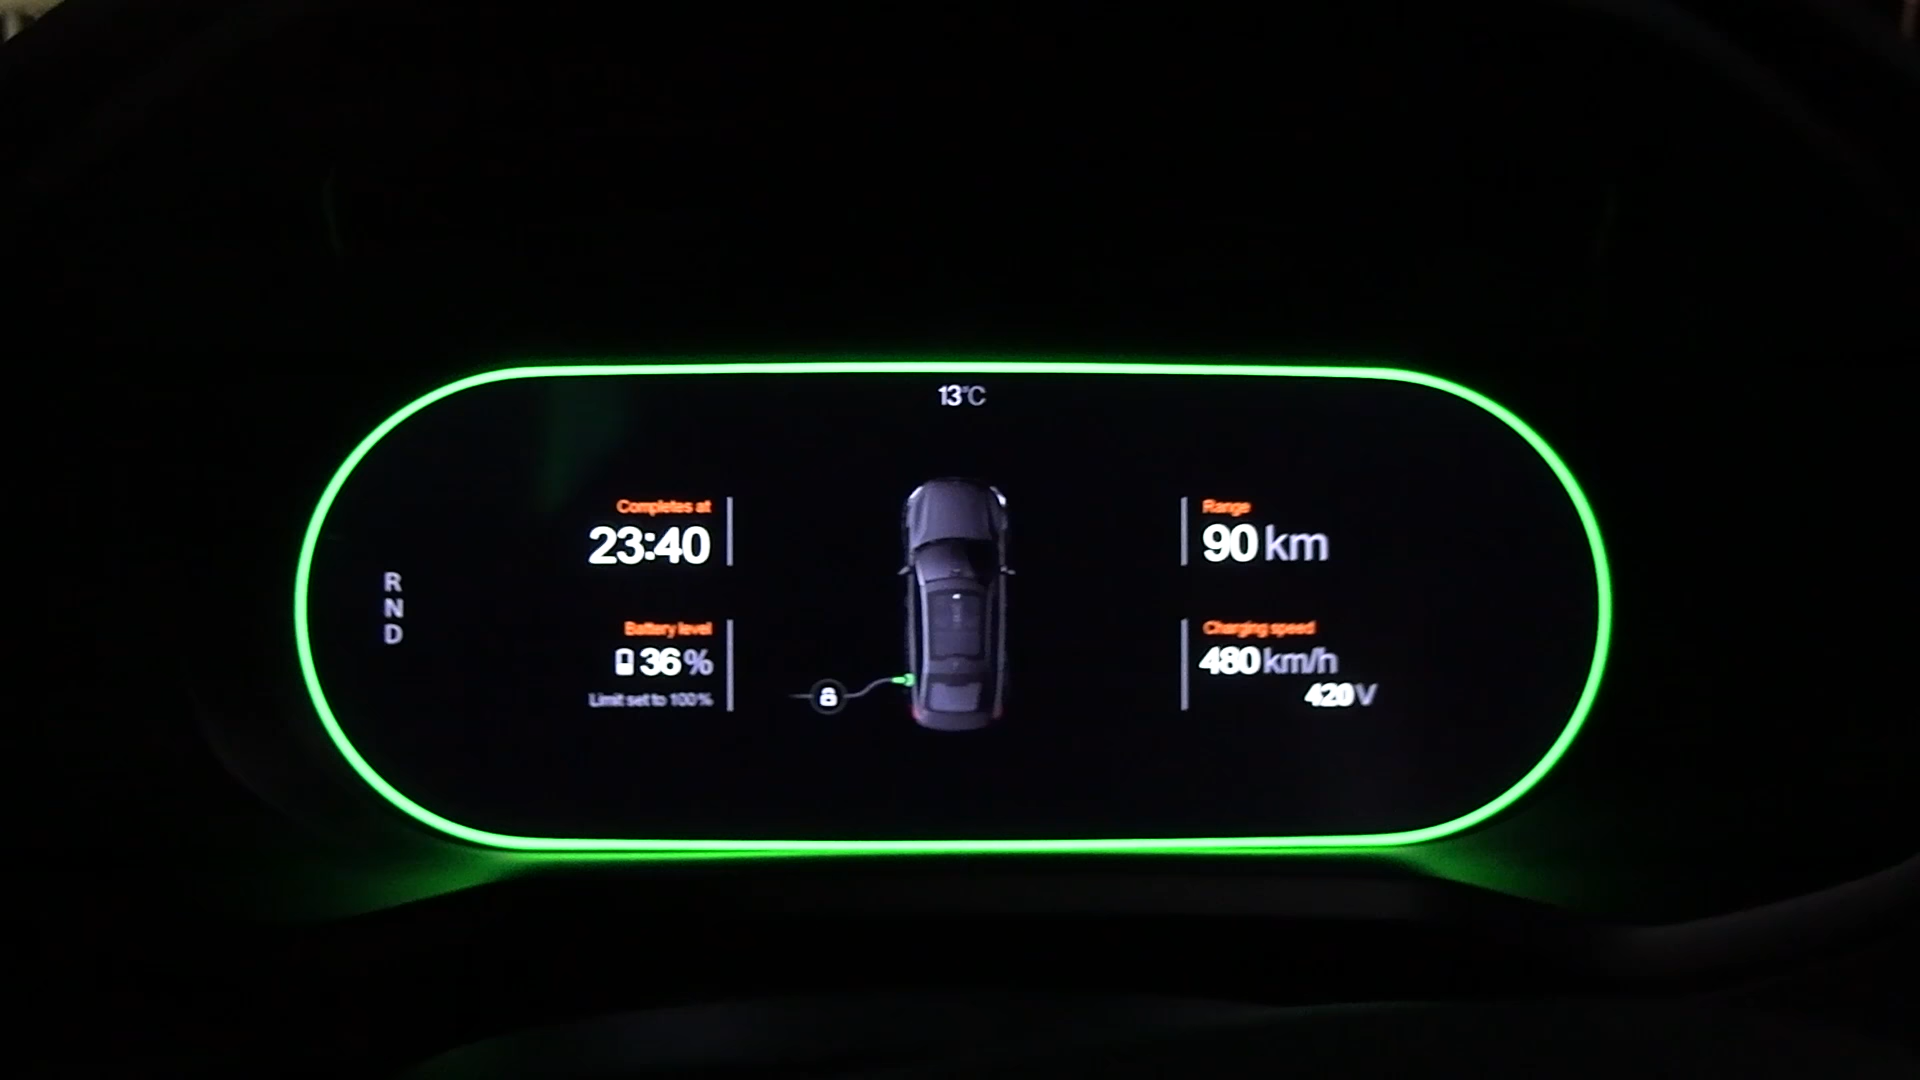 13°C
Completes at
23:40
Range
90 km
R
N
D
Battery level
36 %
Limit set to 100%
Charging speed
480 km/h
420 V